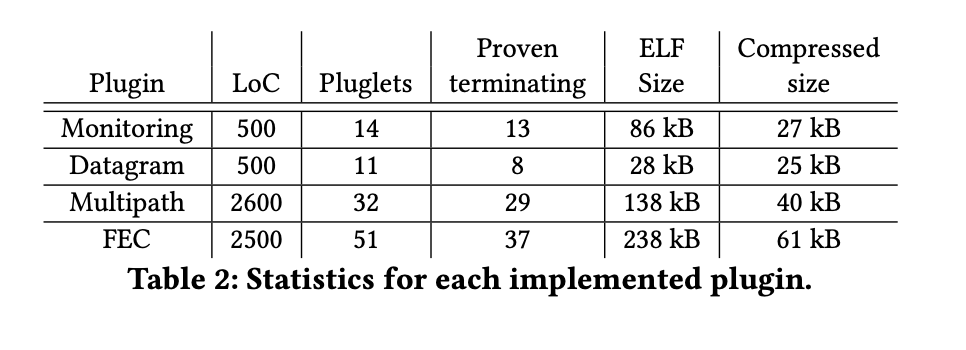 Plugin LoC Pluglets Proven terminating ELF Size Compressed size
Monitoring 500 14 13 86 kB 27 kB
Datagram 500 11 8 28 kB 25 kB
Multipath 2600 32 29 138 kB 40 kB
FEC 2500 51 37 238 kB 61 kB
Table 2: Statistics for each implemented plugin.